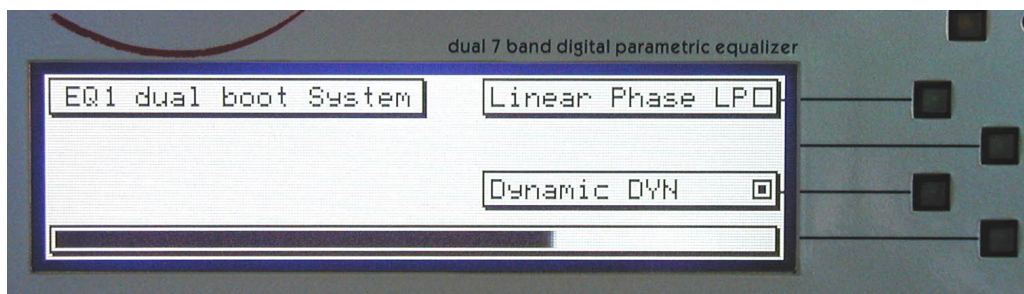 dual 7 band digital parametric equalizer
EQ1 dual boot System
Linear Phase LP
Dynamic DYN